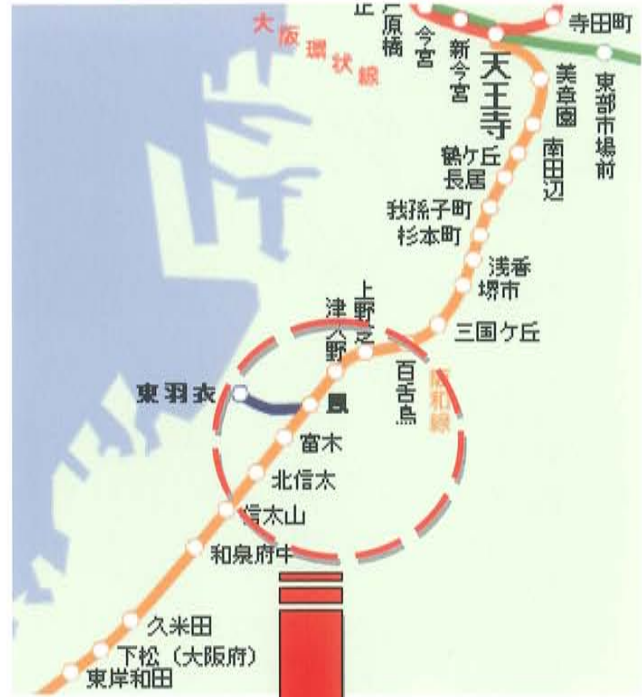 大阪環状線
芦原橋
今宮
新今宮
天王寺
寺田町
美章園
東部市場前
南田辺
鶴ケ丘
長居
我孫子町
杉本町
浅香
堺市
三国ケ丘
百舌鳥
阪和線
上野芝
津久野
鳳
東羽衣
富木
北信太
信太山
和泉府中
久米田
下松（大阪府）
東岸和田